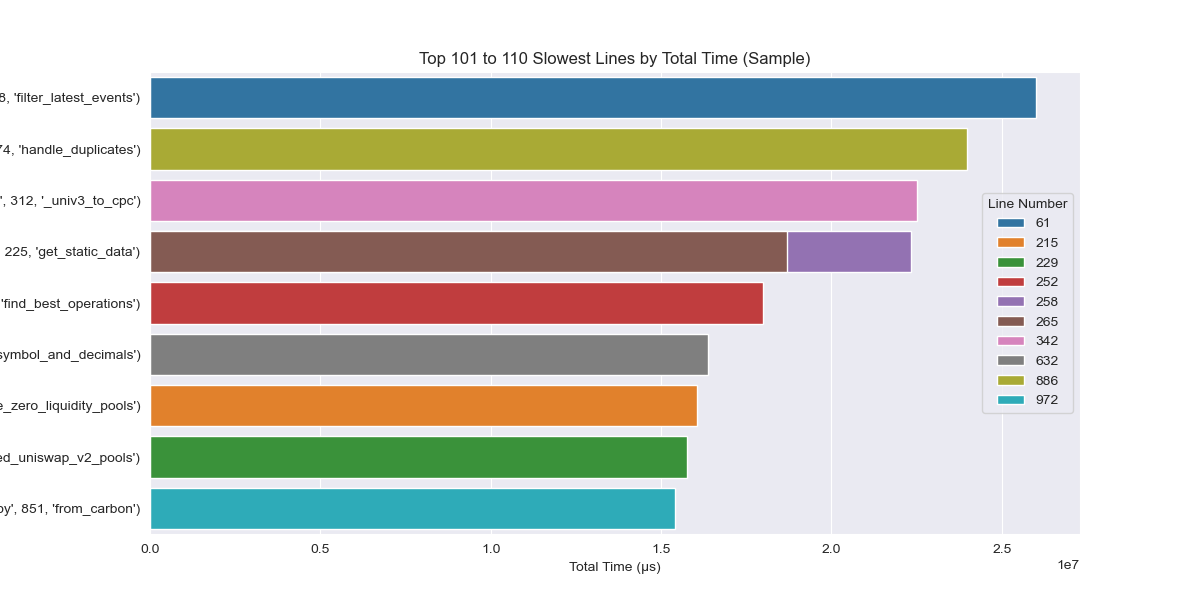 Top 101 to 110 Slowest Lines by Total Time (Sample)
8, 'filter_latest_events')
74, 'handle_duplicates')
', 312, '_univ3_to_cpc')
225, 'get_static_data')
'find_best_operations')
symbol_and_decimals')
e_zero_liquidity_pools')
ed_uniswap_v2_pools')
py', 851, 'from_carbon')
Line Number
61
215
229
252
258
265
342
632
886
972
0.0 0.5 1.0 1.5 2.0 2.5
1e7
Total Time (µs)